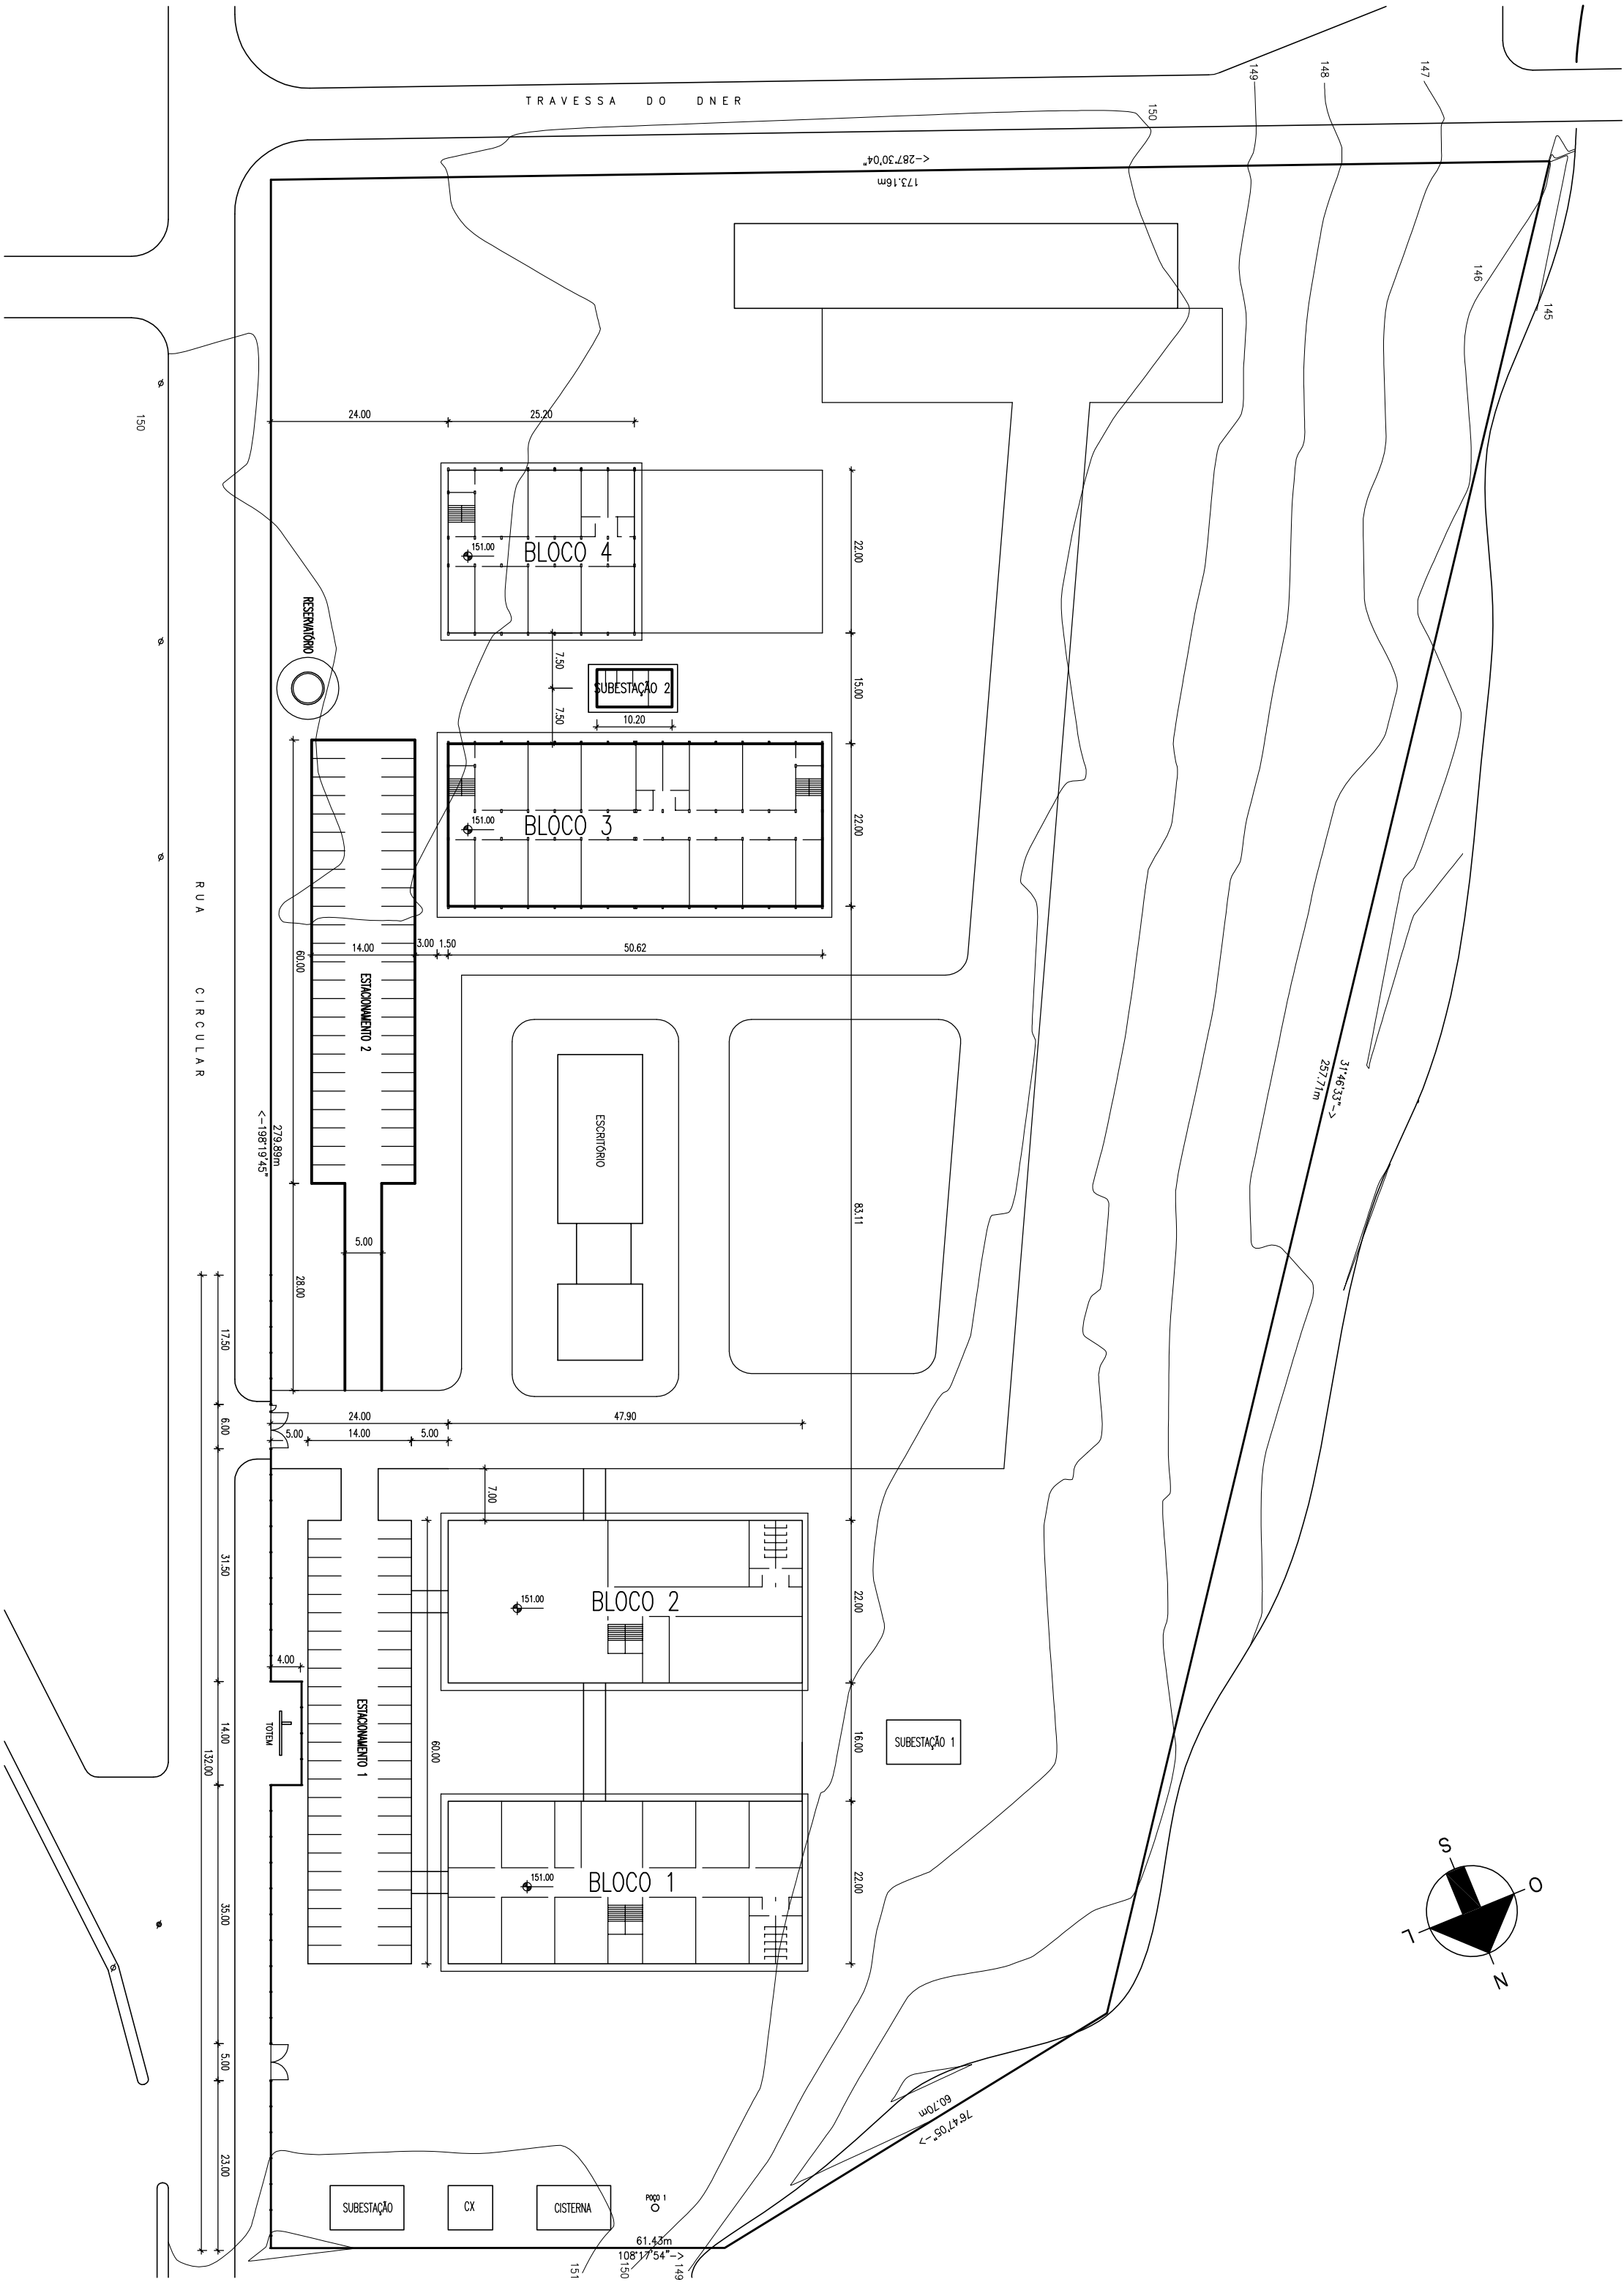 TRAVESSA DO DNER
<-287°30'04"
173.16m
150
149
148
147
146
145
150
24.00
25.20
151.00
BLOCO 4
22.00
RESERVATÓRIO
7.50
7.50
SUBESTAÇÃO 2
10.20
15.00
151.00
BLOCO 3
22.00
RUA CIRCULAR
14.00
3.00
1.50
50.62
60.00
ESTACIONAMENTO 2
ESCRITÓRIO
279.89m
<-198°19'45"
31°46'33"->
257.71m
83.11
5.00
28.00
17.50
6.00
24.00
47.90
5.00
14.00
5.00
7.00
31.50
151.00
BLOCO 2
22.00
4.00
TOTEM
14.00
132.00
ESTACIONAMENTO 1
60.00
16.00
SUBESTAÇÃO 1
151.00
BLOCO 1
22.00
35.00
S
O
L
N
5.00
60.70m
76°47'05"->
23.00
SUBESTAÇÃO
CX
CISTERNA
POÇO 1
61.43m
108°17'54"->
151
150
149